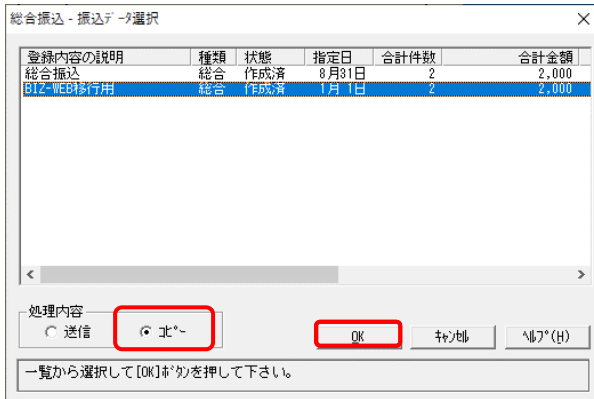 総合振込 - 振込ﾃﾞｰﾀ選択
登録内容の説明 種類 状態 指定日 合計件数 合計金額
総合振込 総合 作成済 8月31日 2 2,000
BIZ-WEB移行用 総合 作成済 1月 1日 2 2,000
処理内容
送信 ｺﾋﾟｰ OK ｷｬﾝｾﾙ ﾍﾙﾌﾟ(H)
一覧から選択して[OK]ﾎﾞﾀﾝを押して下さい。